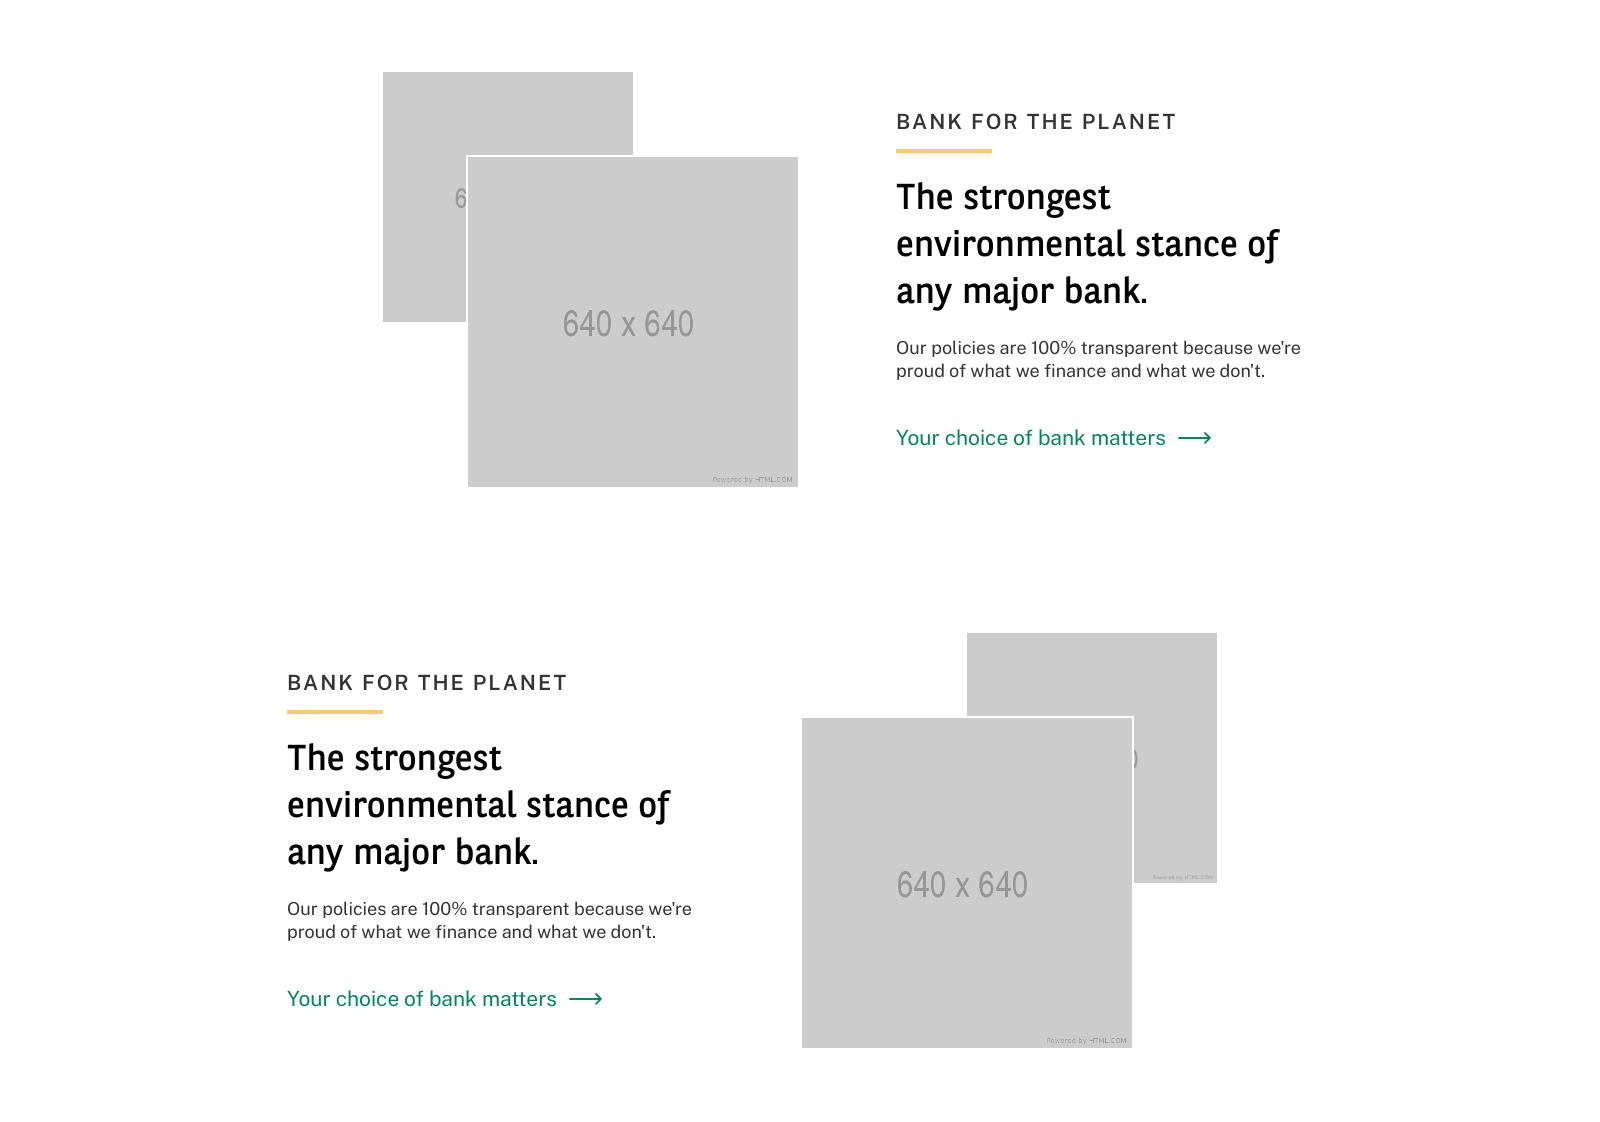 6
640 x 640
Powered by HTML.COM
BANK FOR THE PLANET
The strongest
environmental stance of
any major bank.
Our policies are 100% transparent because we're
proud of what we finance and what we don't.
Your choice of bank matters
BANK FOR THE PLANET
The strongest
environmental stance of
any major bank.
Our policies are 100% transparent because we're
proud of what we finance and what we don't.
Your choice of bank matters
640 x 640
Powered by HTML.COM
Powered by HTML.COM